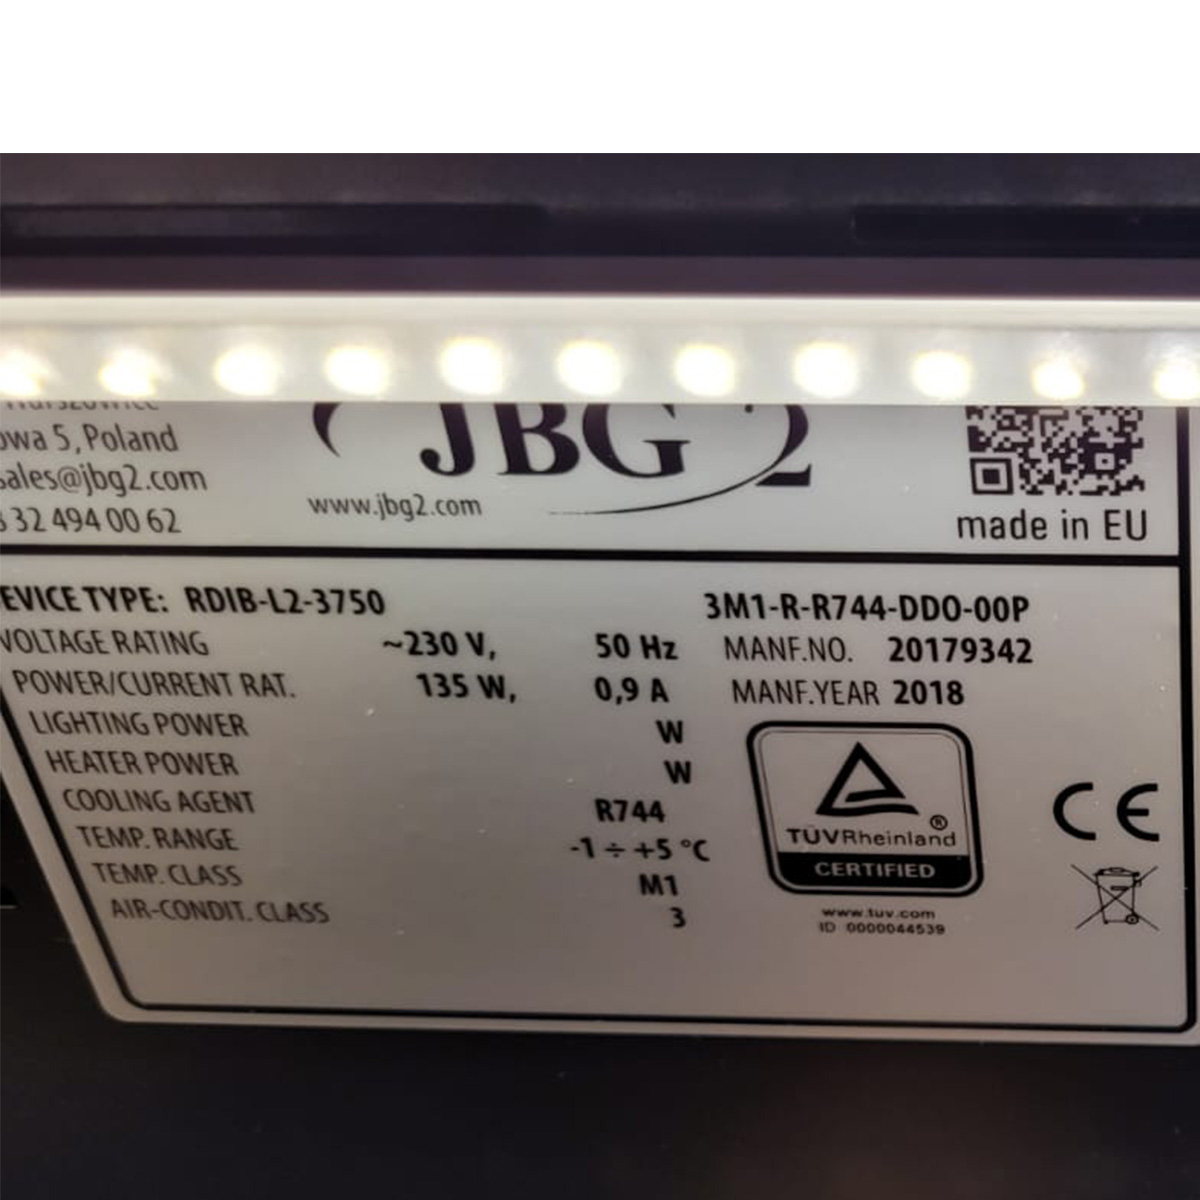 owa 5, Poland
sales@jbg2.com
32 494 00 62
JBG 2
www.jbg2.com
made in EU
EVICE TYPE: RDIB-L2-3750 3M1-R-R744-DDO-00P
VOLTAGE RATING ~230 V, 50 Hz MANF.NO. 20179342
POWER/CURRENT RAT. 135 W, 0,9 A MANF.YEAR 2018
LIGHTING POWER W
HEATER POWER W
COOLING AGENT R744
TEMP. RANGE -1 ÷ +5 °C
TEMP. CLASS M1
AIR-CONDIT. CLASS 3
TÜVRheinland®
CERTIFIED
www.tuv.com
ID 0000044539
CE